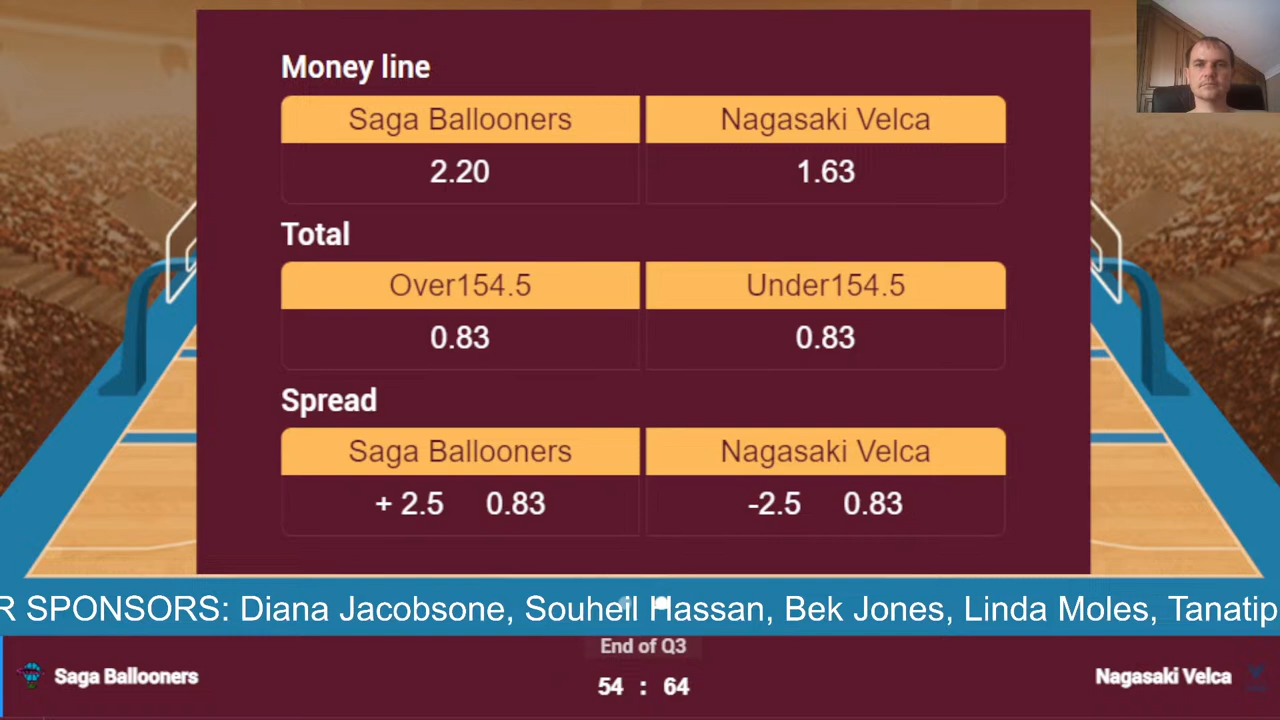 Money line
Saga Ballooners Nagasaki Velca
2.20 1.63
Total
Over154.5 Under154.5
0.83 0.83
Spread
Saga Ballooners Nagasaki Velca
+ 2.5 0.83 -2.5 0.83
R SPONSORS: Diana Jacobsone, Souheil Hassan, Bek Jones, Linda Moles, Tanatip
End of Q3
Saga Ballooners 54 : 64 Nagasaki Velca